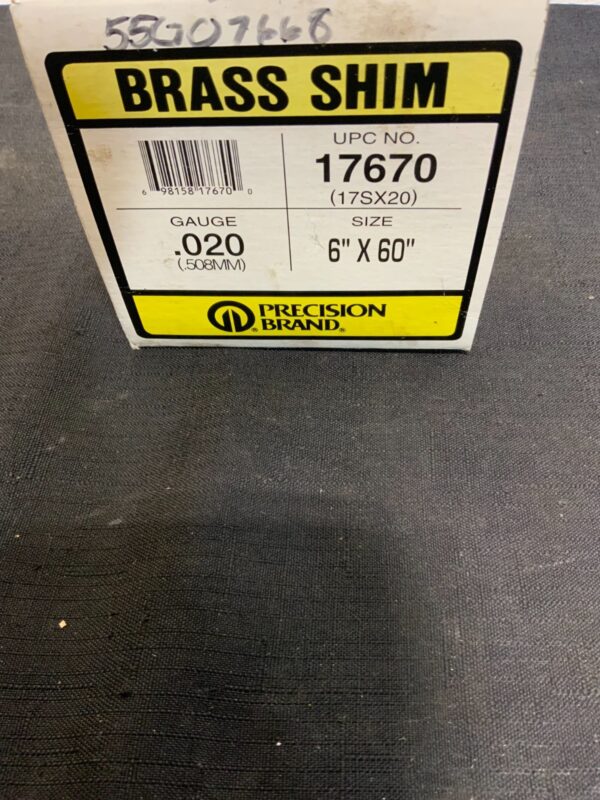 55G07668
BRASS SHIM
6 98158 17670 0
UPC NO.
17670
(17SX20)
GAUGE
.020
(.508MM)
SIZE
6" X 60"
PRECISION
BRAND®